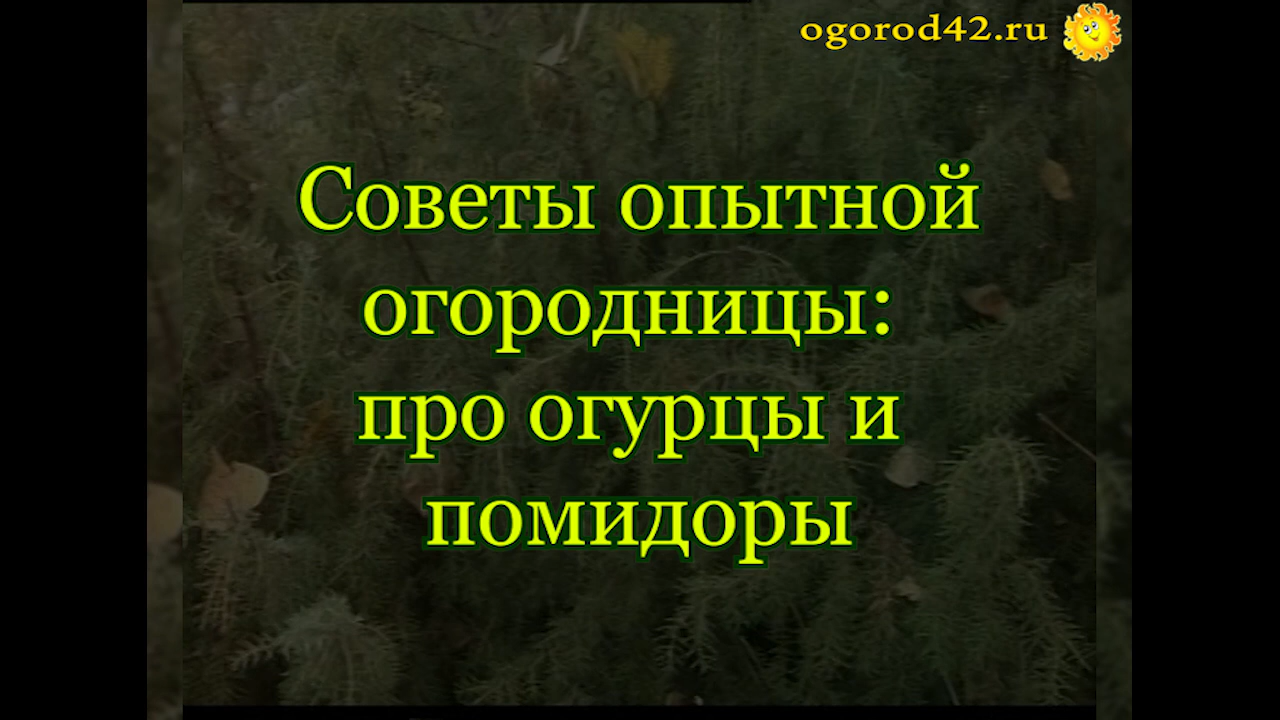 ogorod42.ru
Советы опытной
огородницы:
про огурцы и
помидоры